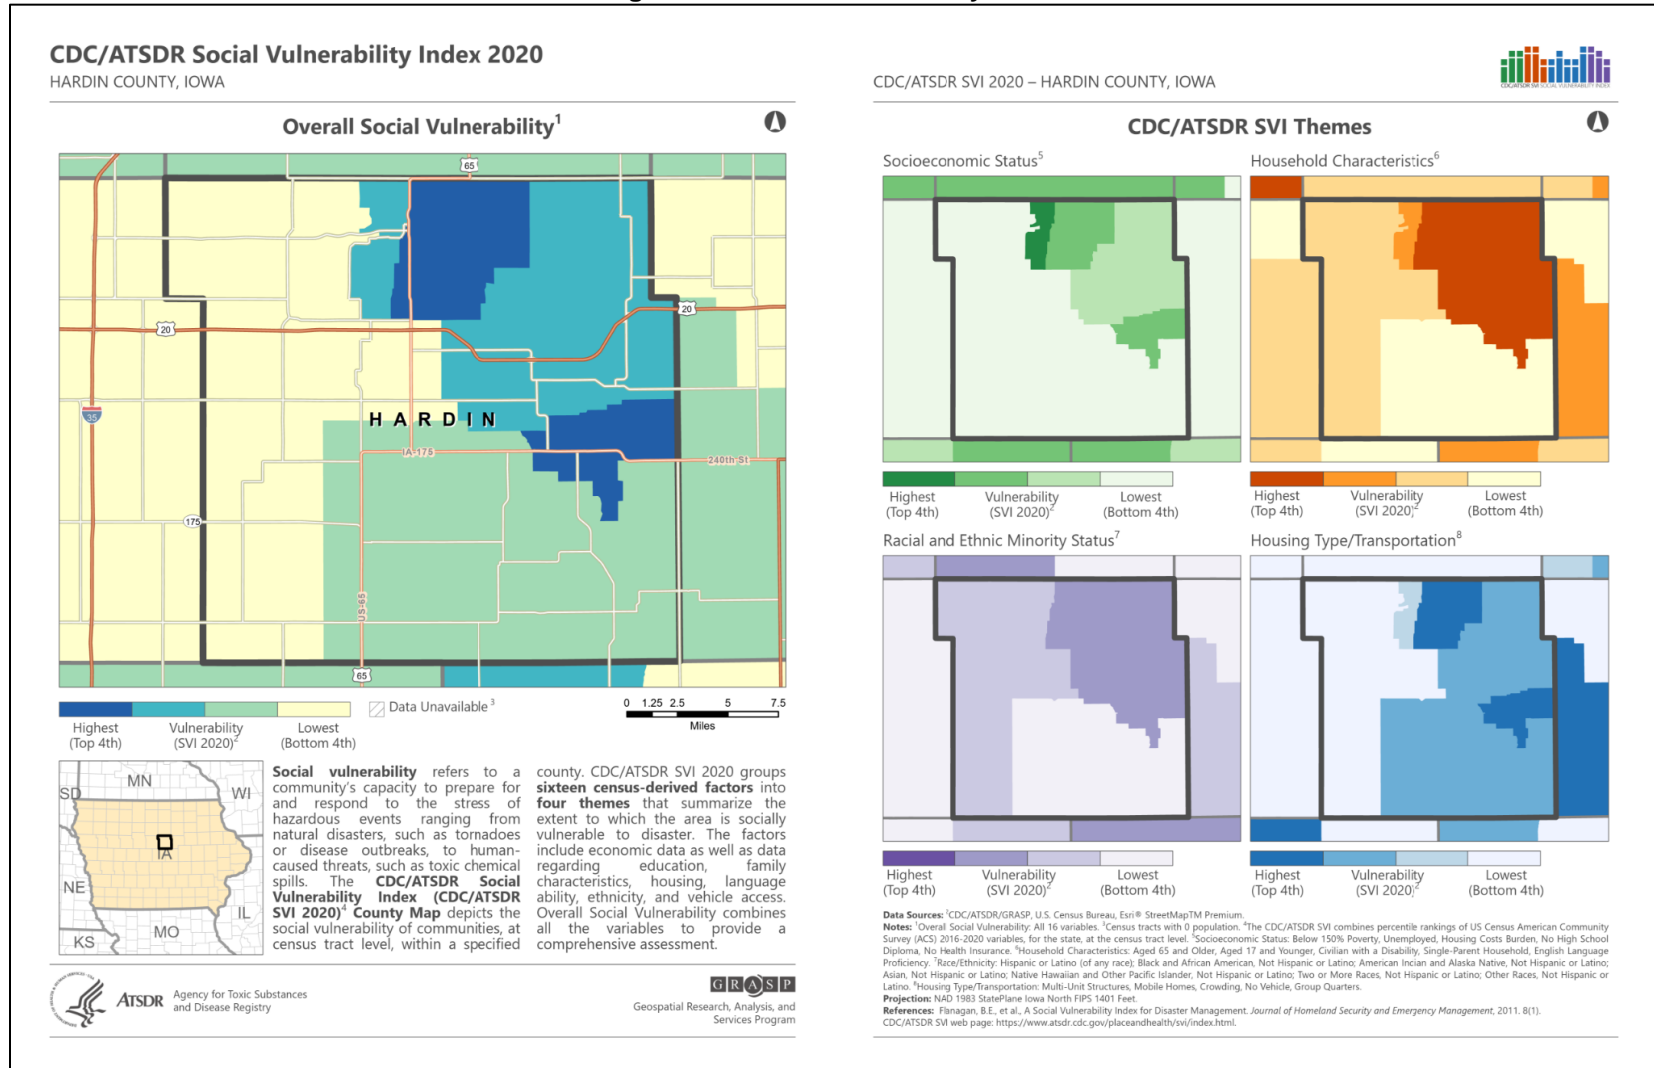 CDC/ATSDR Social Vulnerability Index 2020
HARDIN COUNTY, IOWA
Overall Social Vulnerability1
65
20
20
35
HARDIN
IA-175
240th St
175
US-65
65
Highest
(Top 4th)
Vulnerability
(SVI 2020)2
Lowest
(Bottom 4th)
Data Unavailable 3
0 1.25 2.5 5 7.5
Miles
SD
MN
WI
IA
NE
IL
KS
MO
Social vulnerability refers to a
community's capacity to prepare for
and respond to the stress of
hazardous events ranging from
natural disasters, such as tornadoes
or disease outbreaks, to human-
caused threats, such as toxic chemical
spills. The CDC/ATSDR Social
Vulnerability Index (CDC/ATSDR
SVI 2020)4 County Map depicts the
social vulnerability of communities, at
census tract level, within a specified
county. CDC/ATSDR SVI 2020 groups
sixteen census-derived factors into
four themes that summarize the
extent to which the area is socially
vulnerable to disaster. The factors
include economic data as well as data
regarding education, family
characteristics, housing, language
ability, ethnicity, and vehicle access.
Overall Social Vulnerability combines
all the variables to provide a
comprehensive assessment.
ATSDR
Agency for Toxic Substances
and Disease Registry
GRASP
Geospatial Research, Analysis, and
Services Program
CDC/ATSDR SVI 2020 – HARDIN COUNTY, IOWA
CDC/ATSDR SVI SOCIAL VULNERABILITY INDEX
CDC/ATSDR SVI Themes
Socioeconomic Status5
Highest
(Top 4th)
Vulnerability
(SVI 2020)2
Lowest
(Bottom 4th)
Household Characteristics6
Highest
(Top 4th)
Vulnerability
(SVI 2020)2
Lowest
(Bottom 4th)
Racial and Ethnic Minority Status7
Highest
(Top 4th)
Vulnerability
(SVI 2020)2
Lowest
(Bottom 4th)
Housing Type/Transportation8
Highest
(Top 4th)
Vulnerability
(SVI 2020)2
Lowest
(Bottom 4th)
Data Sources: 2CDC/ATSDR/GRASP, U.S. Census Bureau, Esri® StreetMapTM Premium.
Notes: 1Overall Social Vulnerability: All 16 variables. 3Census tracts with 0 population. 4The CDC/ATSDR SVI combines percentile rankings of US Census American Community
Survey (ACS) 2016-2020 variables, for the state, at the census tract level. 5Socioeconomic Status: Below 150% Poverty, Unemployed, Housing Costs Burden, No High School
Diploma, No Health Insurance. 6Household Characteristics: Aged 65 and Older, Aged 17 and Younger, Civilian with a Disability, Single-Parent Household, English Language
Proficiency. 7Race/Ethnicity: Hispanic or Latino (of any race); Black and African American, Not Hispanic or Latino; American Incian and Alaska Native, Not Hispanic or Latino;
Asian, Not Hispanic or Latino; Native Hawaiian and Other Pacific Islander, Not Hispanic or Latino; Two or More Races, Not Hispanic or Latino; Other Races, Not Hispanic or
Latino. 8Housing Type/Transportation: Multi-Unit Structures, Mobile Homes, Crowding, No Vehicle, Group Quarters.
Projection: NAD 1983 StatePlane Iowa North FIPS 1401 Feet.
References: Flanagan, B.E., et al., A Social Vulnerability Index for Disaster Management. Journal of Homeland Security and Emergency Management, 2011. 8(1).
CDC/ATSDR SVI web page: https://www.atsdr.cdc.gov/placeandhealth/svi/index.html.